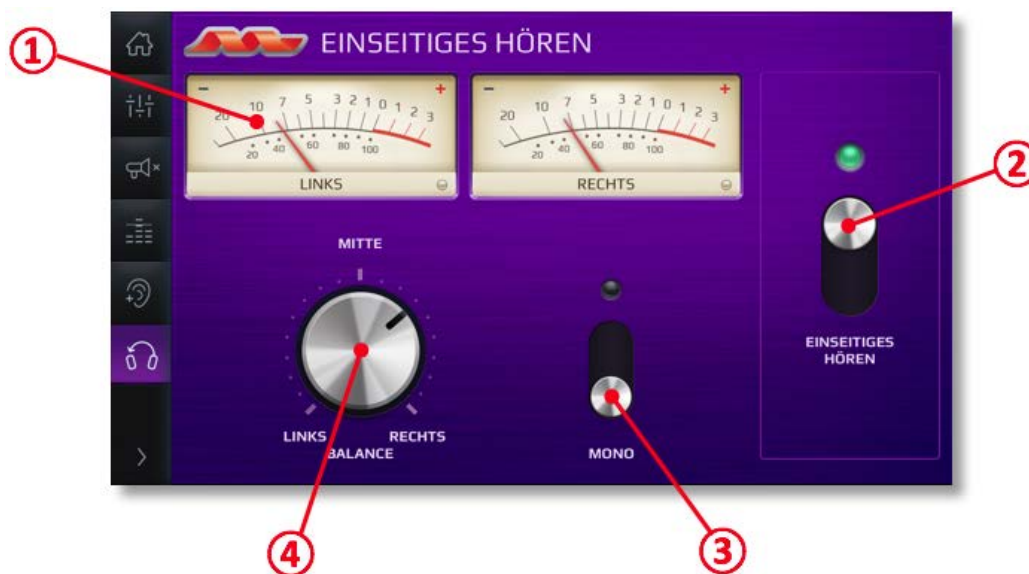 1
EINSEITIGES HÖREN
- +
20 10 7 5 3 2 1 0 1 2 3
20 40 60 80 100
LINKS
- +
20 10 7 5 3 2 1 0 1 2 3
20 40 60 80 100
RECHTS
2
MITTE
EINSEITIGES
HÖREN
LINKS RECHTS
BALANCE
MONO
4
3